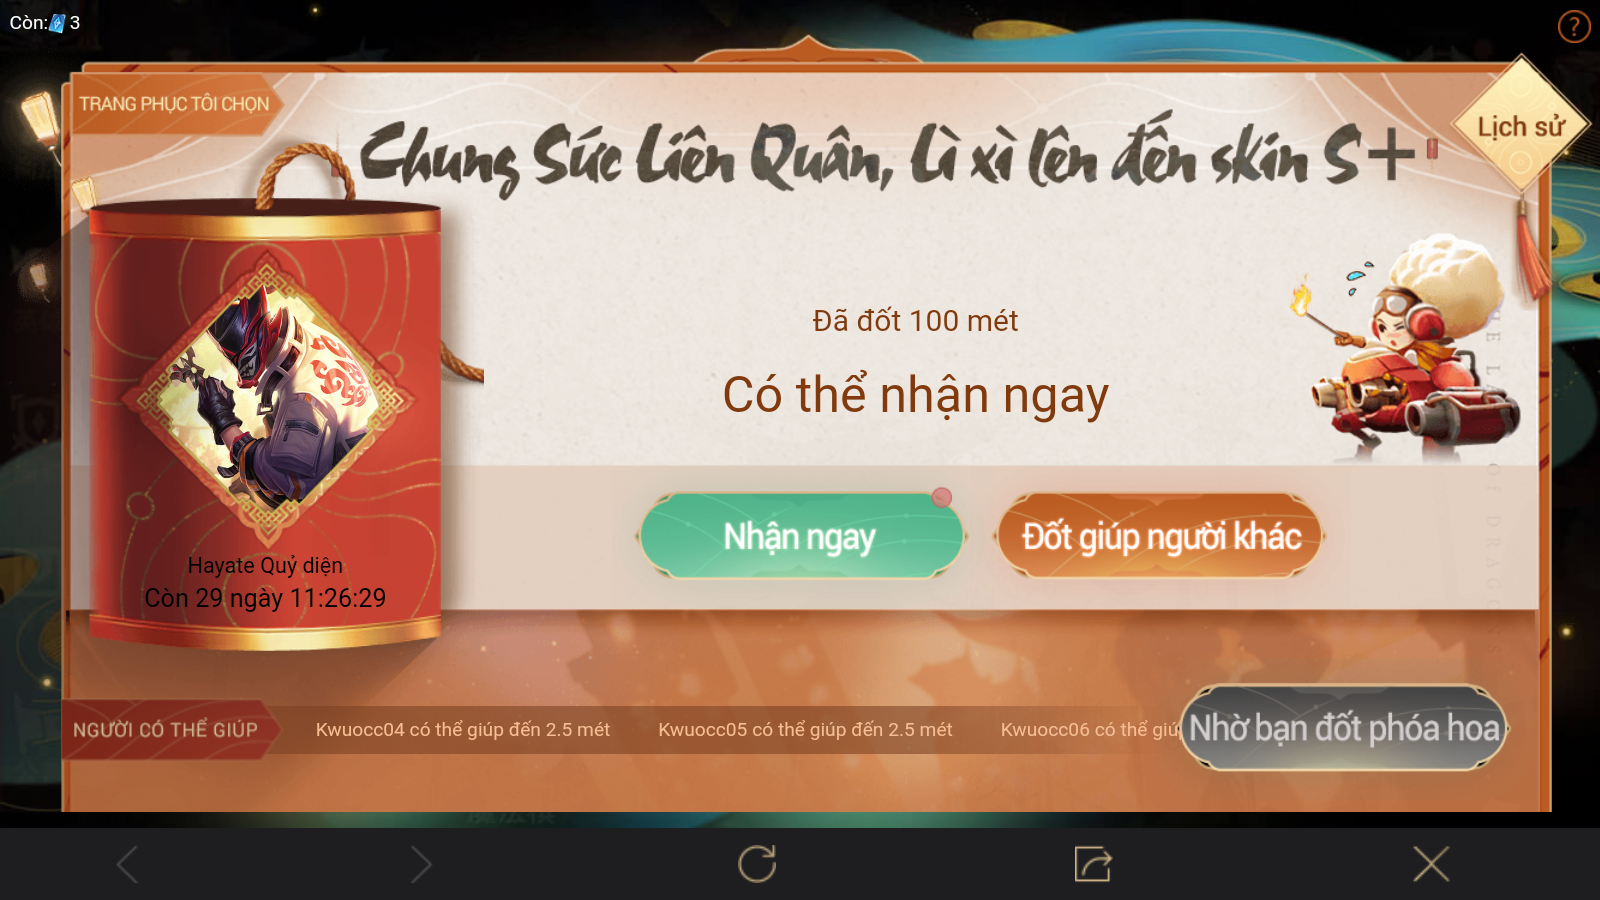 Còn: 3
?
TRANG PHỤC TÔI CHỌN
Chung Sức Liên Quân, Lì xì lên đến skin S+
Lịch sử
Đã đốt 100 mét
Có thể nhận ngay
Nhận ngay
Đốt giúp người khác
Hayate Quỷ diện
Còn 29 ngày 11:26:29
NGƯỜI CÓ THỂ GIÚP
Kwuocc04 có thể giúp đến 2.5 mét
Kwuocc05 có thể giúp đến 2.5 mét
Kwuocc06 có thể giú
Nhờ bạn đốt phóa hoa